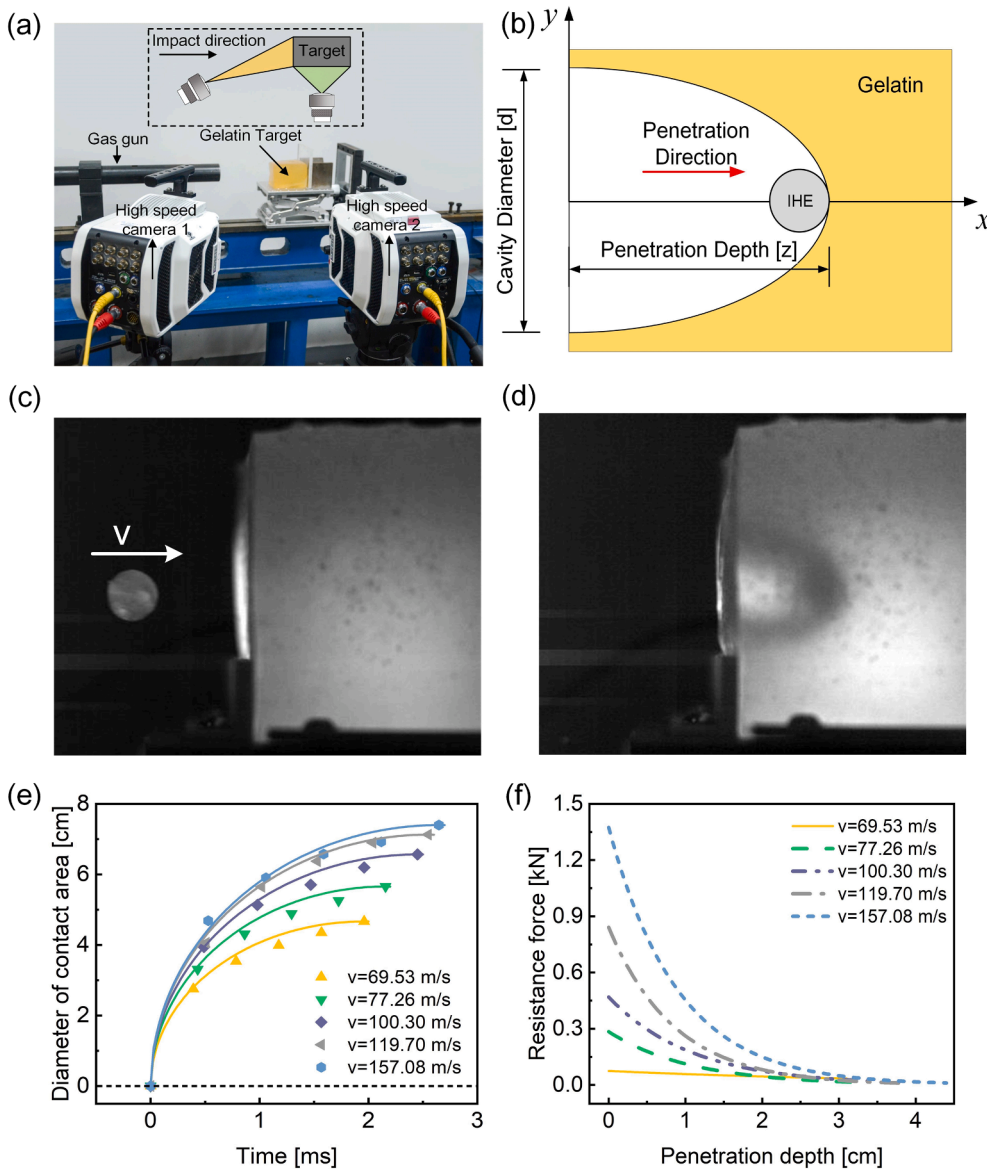 (a)
Impact direction
Target
Gelatin Target
Gas gun
High speed
camera 1
High speed
camera 2
(b)
y
Gelatin
Cavity Diameter [d]
Penetration
Direction
IHE
x
Penetration Depth [z]
(c)
V
(d)
(e)
Diameter of contact area [cm]
8
6
4
2
0
v=69.53 m/s
v=77.26 m/s
v=100.30 m/s
v=119.70 m/s
v=157.08 m/s
0 1 2 3
Time [ms]
(f)
Resistance force [kN]
1.5
1.2
0.9
0.6
0.3
0.0
v=69.53 m/s
v=77.26 m/s
v=100.30 m/s
v=119.70 m/s
v=157.08 m/s
0 1 2 3 4
Penetration depth [cm]